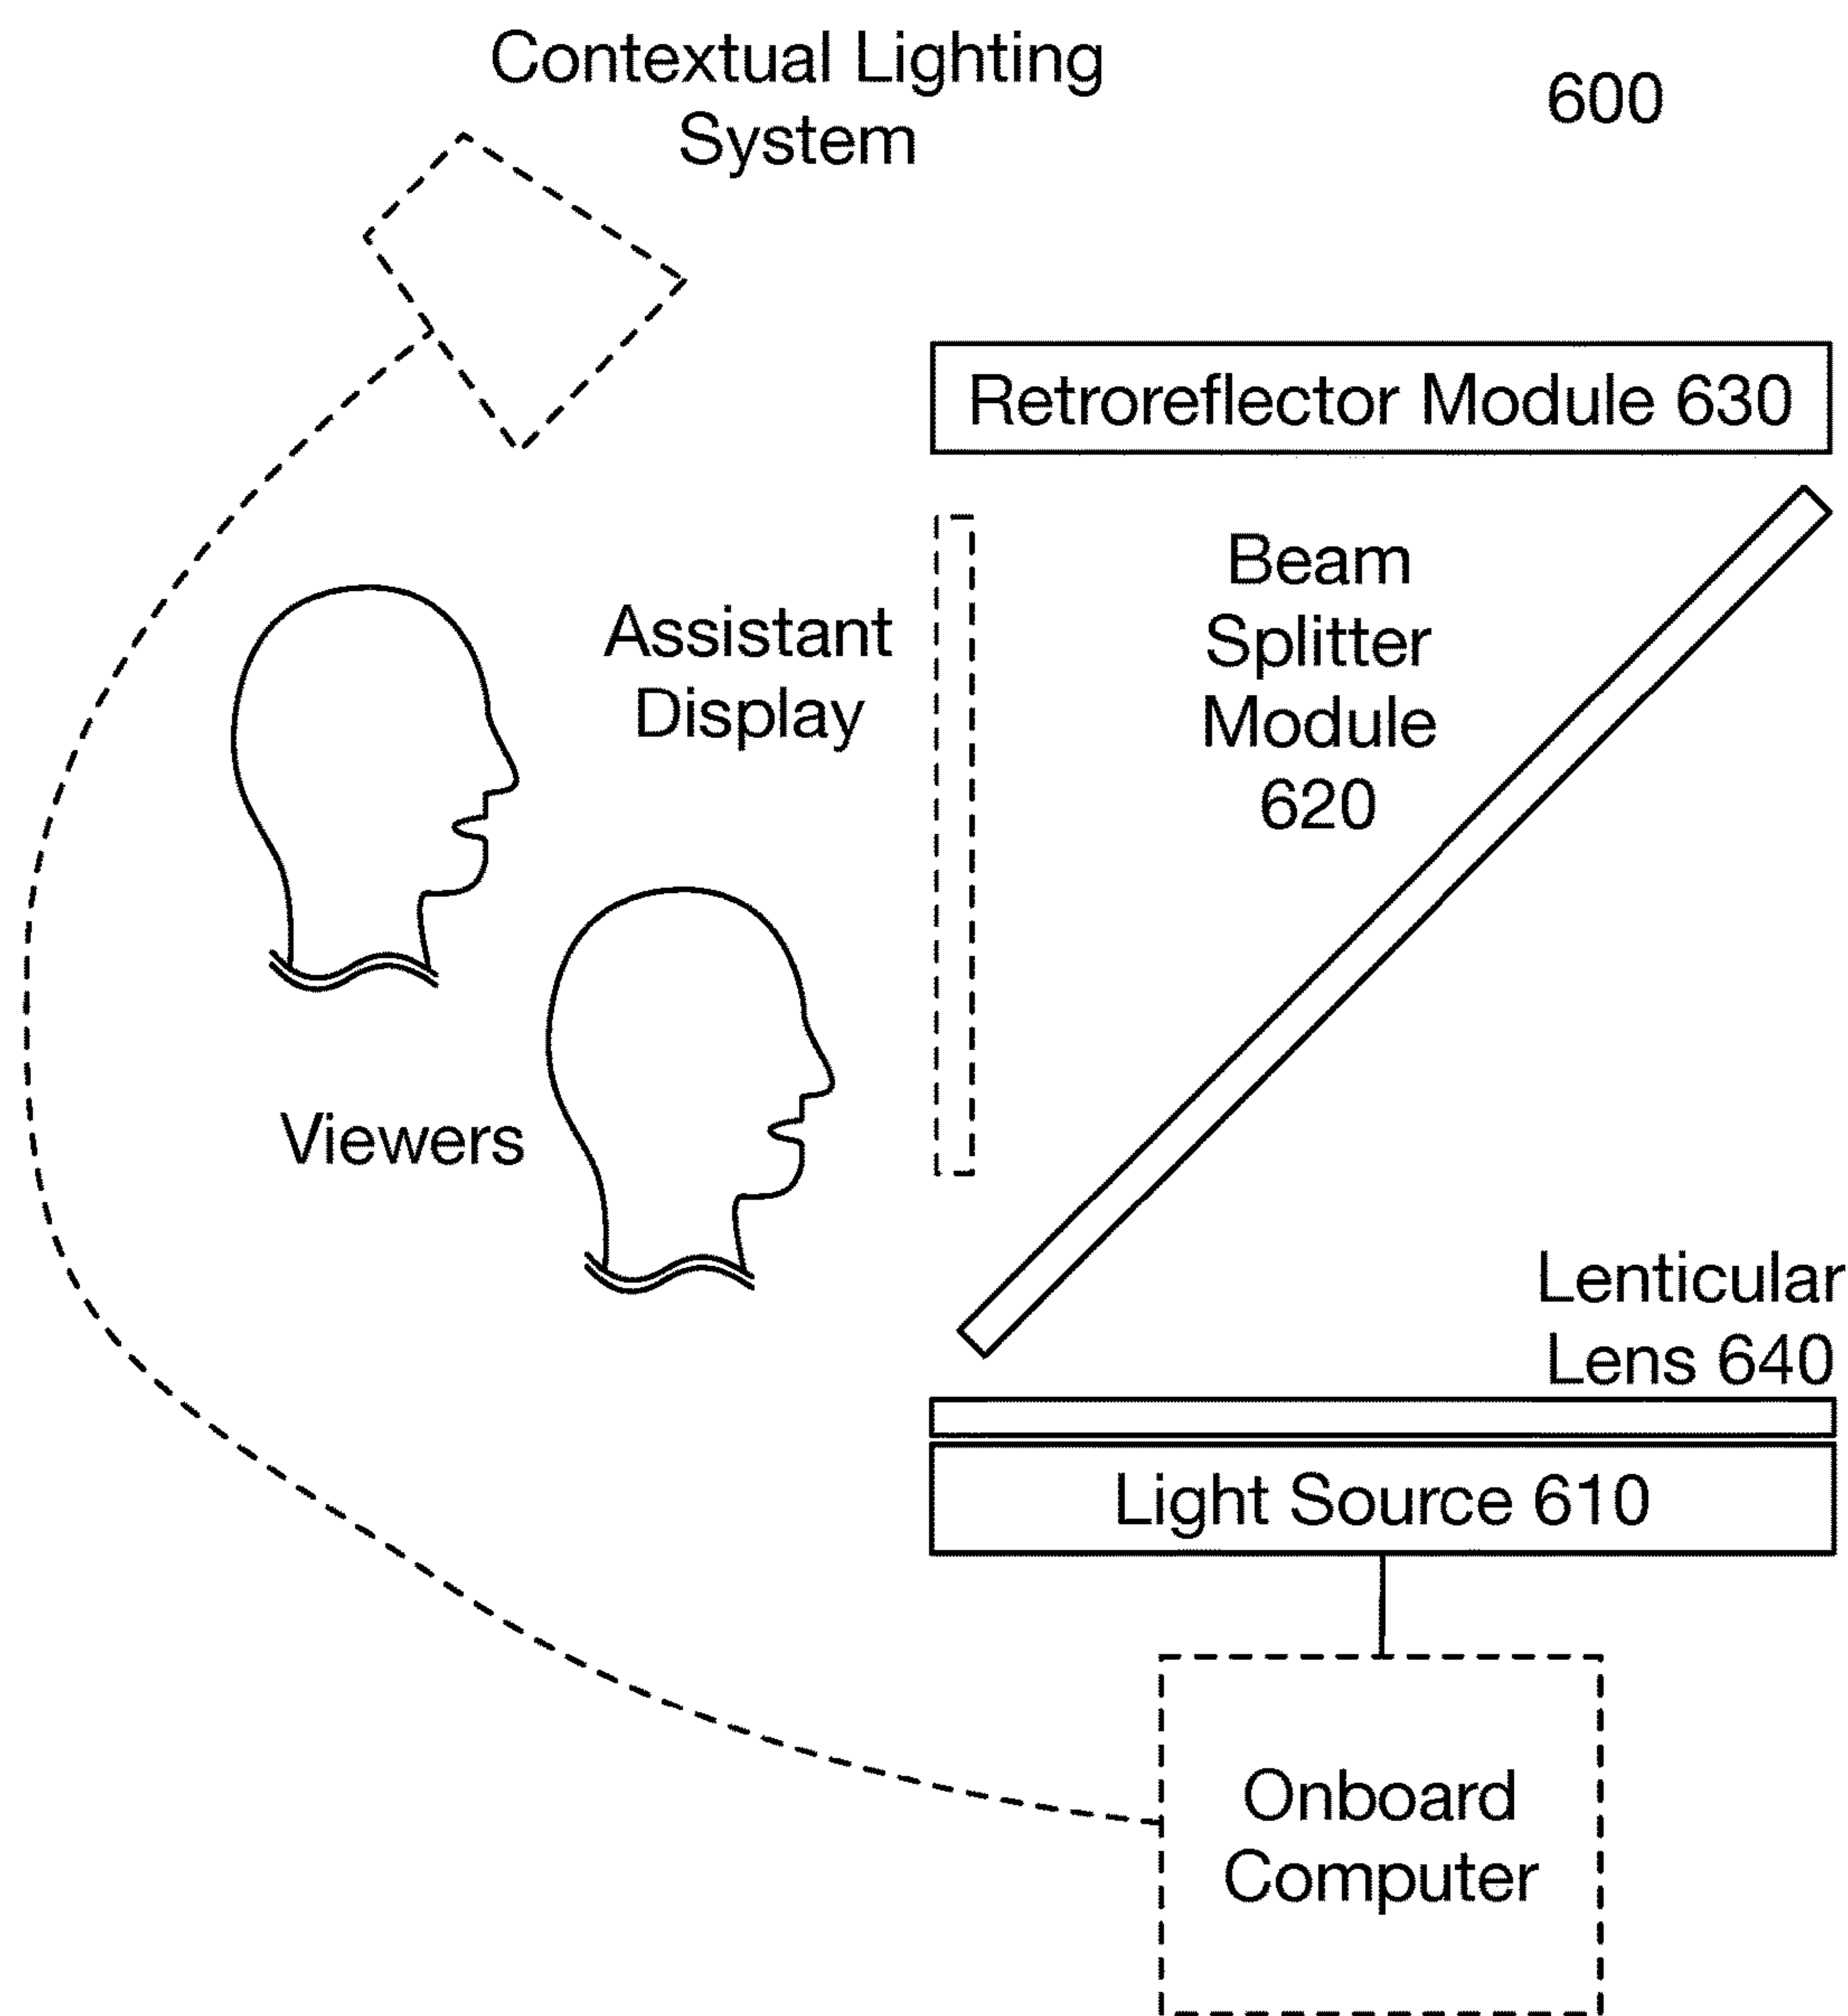 Contextual Lighting
System
600
Retroreflector Module 630
Assistant
Display
Beam
Splitter
Module
620
Viewers
Lenticular
Lens 640
Light Source 610
Onboard
Computer